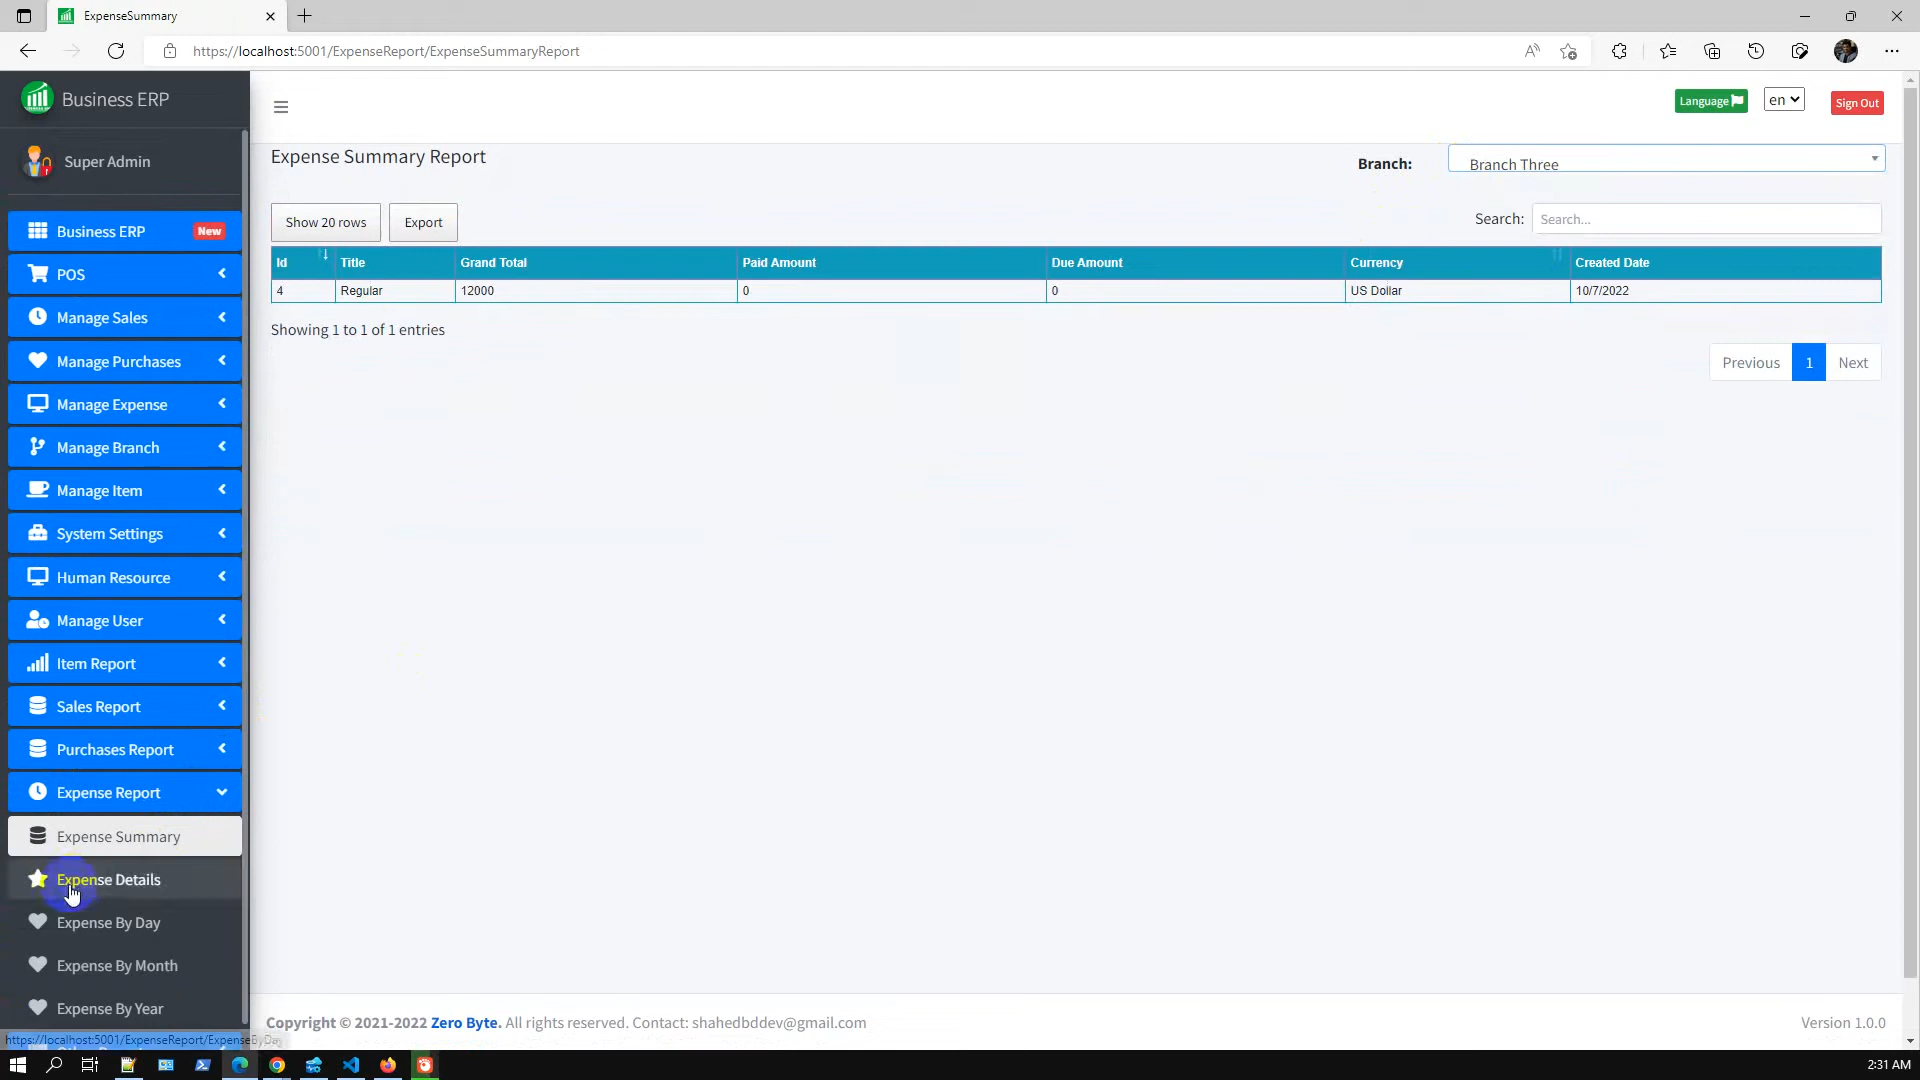 ExpenseSummary
https://localhost:5001/ExpenseReport/ExpenseSummaryReport
Business ERP
Language
en
Sign Out
Super Admin
Expense Summary Report
Branch:
Branch Three
Business ERP
New
Show 20 rows
Export
Search:
Search...
POS
Id
Title
Grand Total
Paid Amount
Due Amount
Currency
Created Date
4
Regular
12000
0
0
US Dollar
10/7/2022
Manage Sales
Showing 1 to 1 of 1 entries
Manage Purchases
Previous
1
Next
Manage Expense
Manage Branch
Manage Item
System Settings
Human Resource
Manage User
Item Report
Sales Report
Purchases Report
Expense Report
Expense Summary
Expense Details
Expense By Day
Expense By Month
Expense By Year
Copyright © 2021-2022 Zero Byte. All rights reserved. Contact: shahedbddev@gmail.com
Version 1.0.0
https://localhost:5001/ExpenseReport/ExpenseByDay
2:31 AM